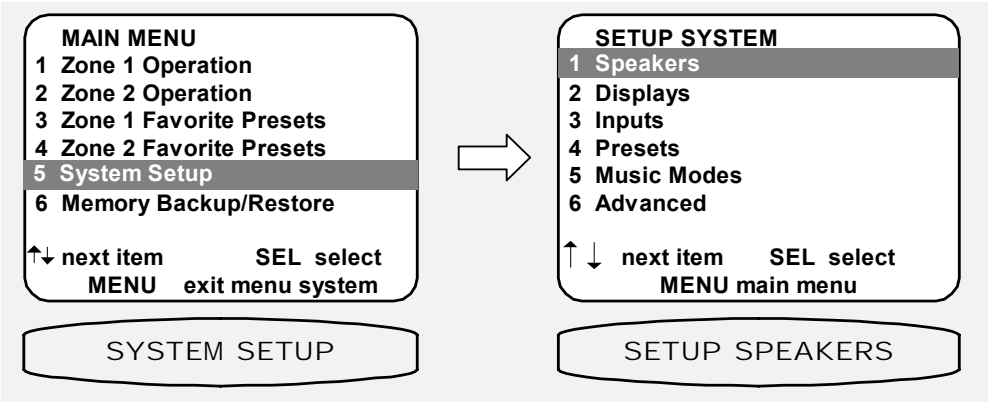 MAIN MENU
1 Zone 1 Operation
2 Zone 2 Operation
3 Zone 1 Favorite Presets
4 Zone 2 Favorite Presets
5 System Setup
6 Memory Backup/Restore
↑↓ next item SEL select
MENU exit menu system
SYSTEM SETUP
SETUP SYSTEM
1 Speakers
2 Displays
3 Inputs
4 Presets
5 Music Modes
6 Advanced
↑ ↓ next item SEL select
MENU main menu
SETUP SPEAKERS